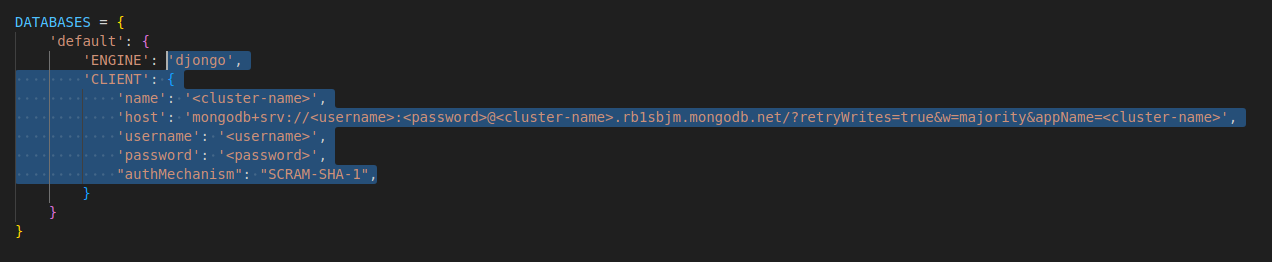 DATABASES = {
    'default': {
        'ENGINE': 'djongo',
        'CLIENT': {
            'name': '<cluster-name>',
            'host': 'mongodb+srv://<username>:<password>@<cluster-name>.rb1sbjm.mongodb.net/?retryWrites=true&w=majority&appName=<cluster-name>',
            'username': '<username>',
            'password': '<password>',
            "authMechanism": "SCRAM-SHA-1",
        }
    }
}